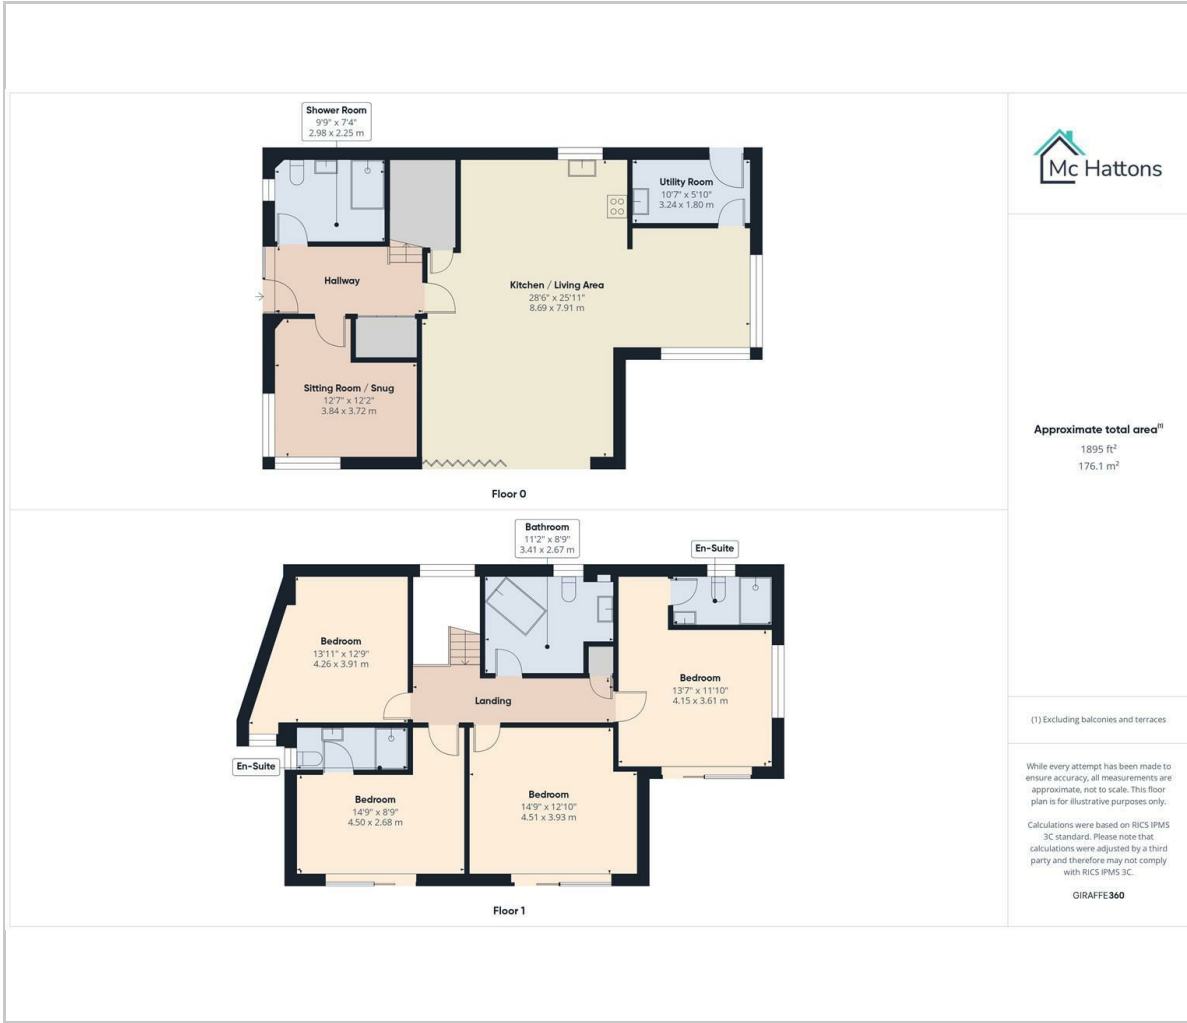 Shower Room
9'9" x 7'4"
2.98 x 2.25 m
Utility Room
10'7" x 5'10"
3.24 x 1.80 m
Hallway
Kitchen / Living Area
28'6" x 25'11"
8.69 x 7.91 m
Sitting Room / Snug
12'7" x 12'2"
3.84 x 3.72 m
Floor 0
Bathroom
11'2" x 8'9"
3.41 x 2.67 m
En-Suite
Bedroom
13'11" x 12'9"
4.26 x 3.91 m
Bedroom
13'7" x 11'10"
4.15 x 3.61 m
Landing
En-Suite
Bedroom
14'9" x 8'9"
4.50 x 2.68 m
Bedroom
14'9" x 12'10"
4.51 x 3.93 m
Floor 1
Mc Hattons
Approximate total area(1)
1895 ft²
176.1 m²
(1) Excluding balconies and terraces
While every attempt has been made to
ensure accuracy, all measurements are
approximate, not to scale. This floor
plan is for illustrative purposes only.
Calculations were based on RICS IPMS
3C standard. Please note that
calculations were adjusted by a third
party and therefore may not comply
with RICS IPMS 3C.
GIRAFFE360